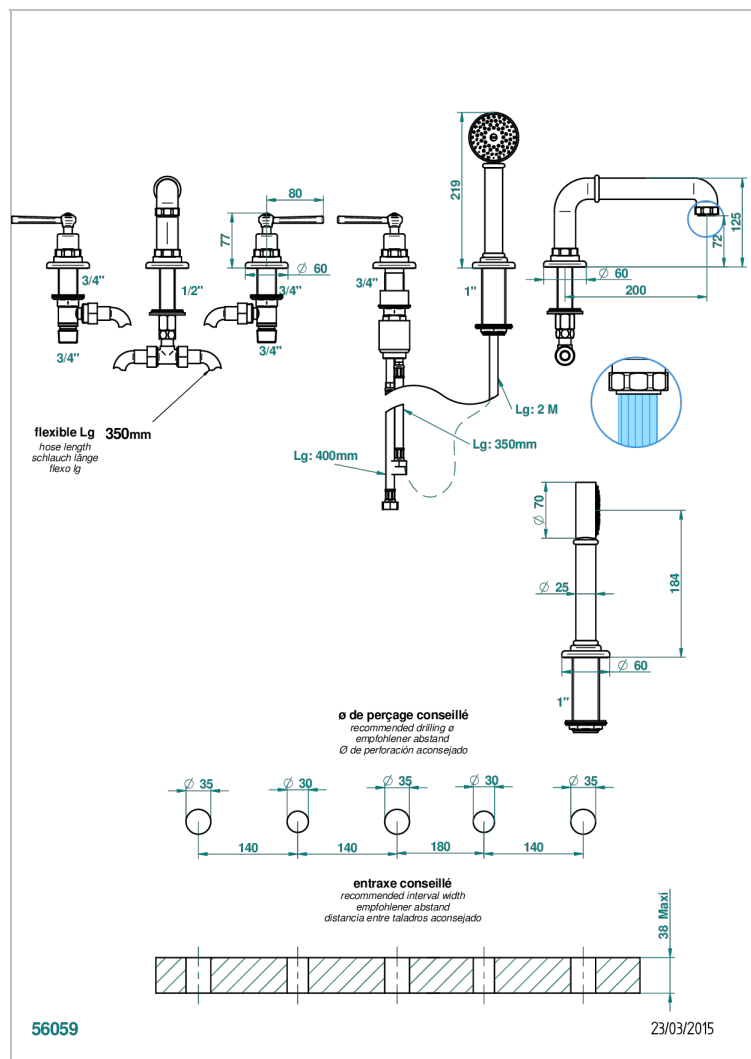 219
80
77
Ø 60
3/4"
1/2"
3/4"
3/4"
3/4"
3/4"
1"
Ø 60
200
72
125
flexible Lg 350mm
hose length
schlauch länge
flexo lg
Lg: 2 M
Lg: 350mm
Lg: 400mm
Ø 70
Ø 25
184
Ø 60
1"
ø de perçage conseillé
recommended drilling ø
empfohlener abstand
Ø de perforación aconsejado
Ø 35
Ø 30
Ø 35
Ø 30
Ø 35
140
140
180
140
entraxe conseillé
recommended interval width
empfohlener abstand
distancia entre taladros aconsejado
38 Maxi
56059
23/03/2015